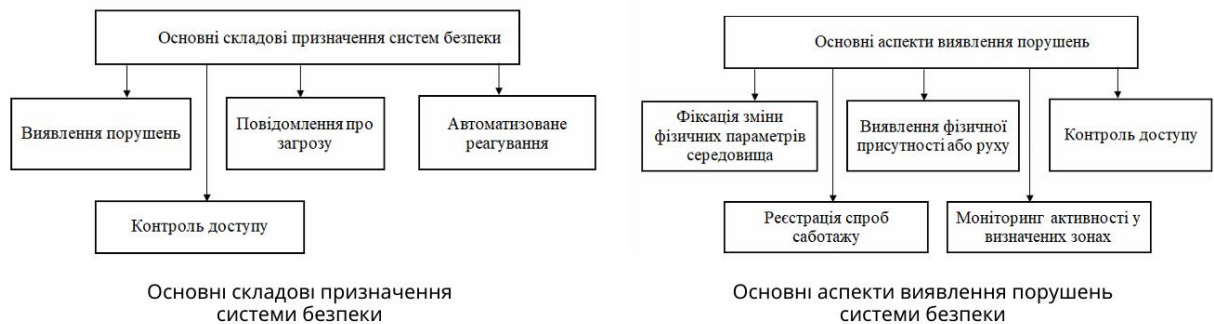 Основні складові призначення систем безпеки
Виявлення порушень
Повідомлення про
загрозу
Автоматизоване
реагування
Контроль доступу
Основні складові призначення
системи безпеки
Основні аспекти виявлення порушень
Фіксація зміни
фізичних параметрів
середовища
Виявлення фізичної
присутності або руху
Контроль доступу
Реєстрація спроб
саботажу
Моніторинг активності у
визначених зонах
Основні аспекти виявлення порушень
системи безпеки